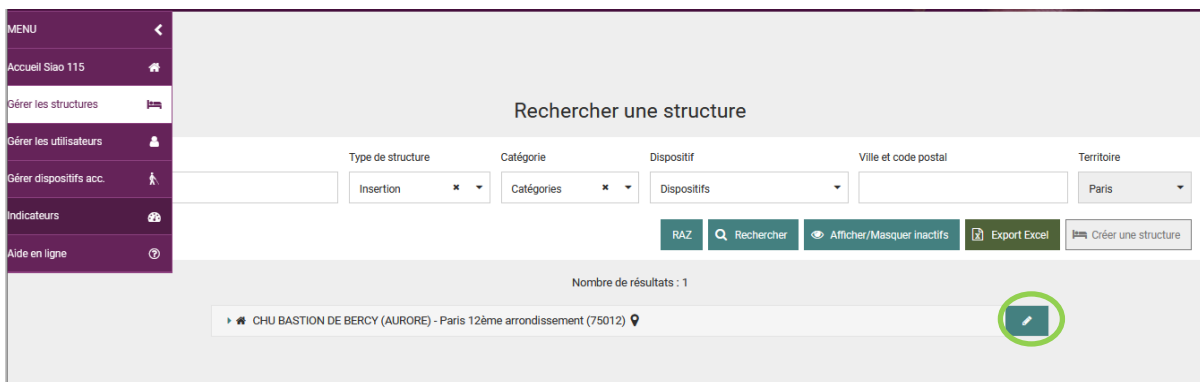 MENU
Accueil Siao 115
Gérer les structures
Gérer les utilisateurs
Gérer dispositifs acc.
Indicateurs
Aide en ligne
Rechercher une structure
Type de structure Catégorie Dispositif Ville et code postal Territoire
Insertion Catégories Dispositifs Paris
RAZ Rechercher Afficher/Masquer inactifs Export Excel Créer une structure
Nombre de résultats : 1
CHU BASTION DE BERCY (AURORE) - Paris 12ème arrondissement (75012)